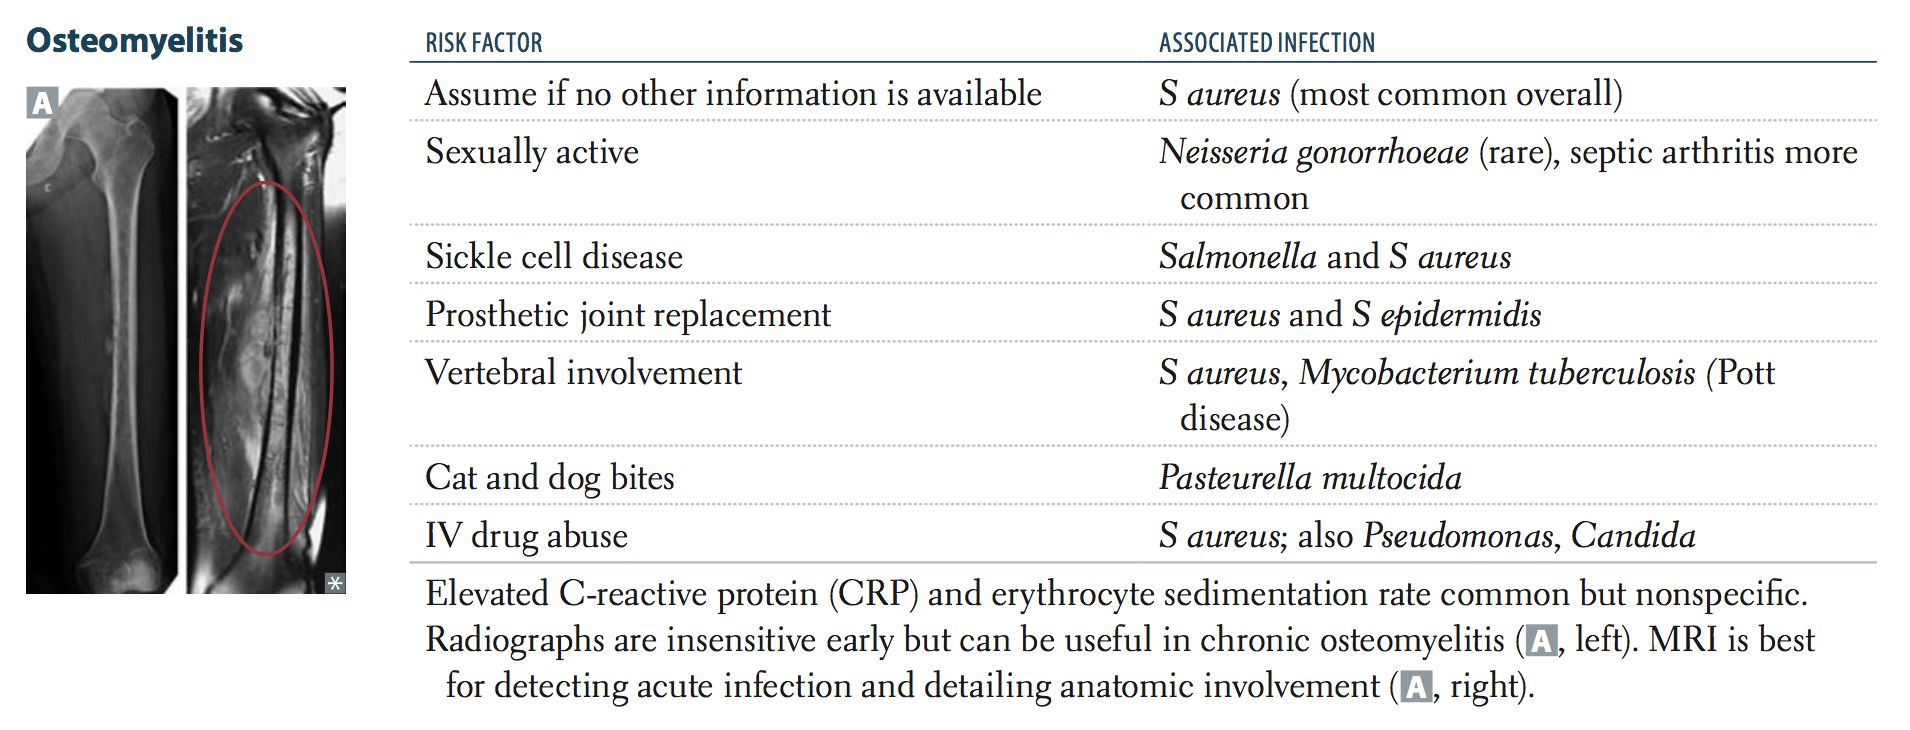 Osteomyelitis
A
RISK FACTOR ASSOCIATED INFECTION
Assume if no other information is available S aureus (most common overall)
Sexually active Neisseria gonorrhoeae (rare), septic arthritis more
common
Sickle cell disease Salmonella and S aureus
Prosthetic joint replacement S aureus and S epidermidis
Vertebral involvement S aureus, Mycobacterium tuberculosis (Pott
disease)
Cat and dog bites Pasteurella multocida
IV drug abuse S aureus; also Pseudomonas, Candida
Elevated C-reactive protein (CRP) and erythrocyte sedimentation rate common but nonspecific.
Radiographs are insensitive early but can be useful in chronic osteomyelitis (A, left). MRI is best
for detecting acute infection and detailing anatomic involvement (A, right).